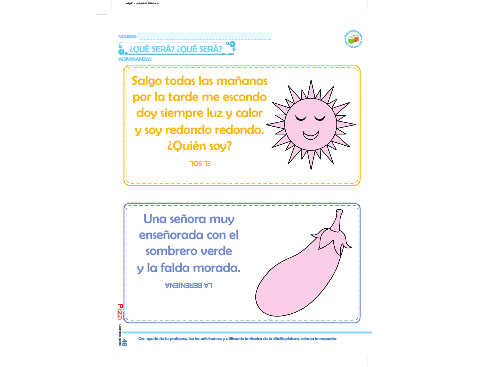 ¿QUÉ SERÁ? ¿QUÉ SERÁ?
ADIVINANZAS
Salgo todas las mañanas
por la tarde me escondo
doy siempre luz y calor
y soy redondo redondo.
¿Quién soy?
EL SOL
Una señora muy
enseñorada con el
sombrero verde
y la falda morada.
LA BERENJENA